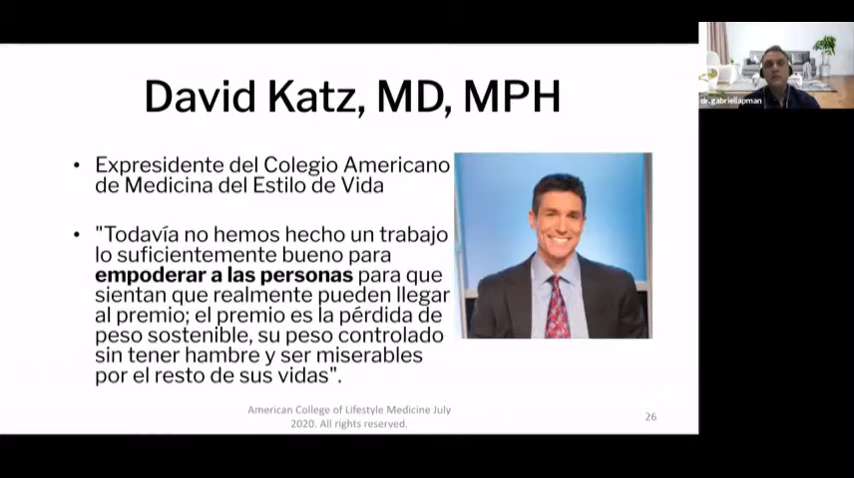 David Katz, MD, MPH
• Expresidente del Colegio Americano
de Medicina del Estilo de Vida
• "Todavía no hemos hecho un trabajo
lo suficientemente bueno para
empoderar a las personas para que
sientan que realmente pueden llegar
al premio; el premio es la pérdida de
peso sostenible, su peso controlado
sin tener hambre y ser miserables
por el resto de sus vidas".
American College of Lifestyle Medicine July
2020. All rights reserved.
26
dr.gabriellapman